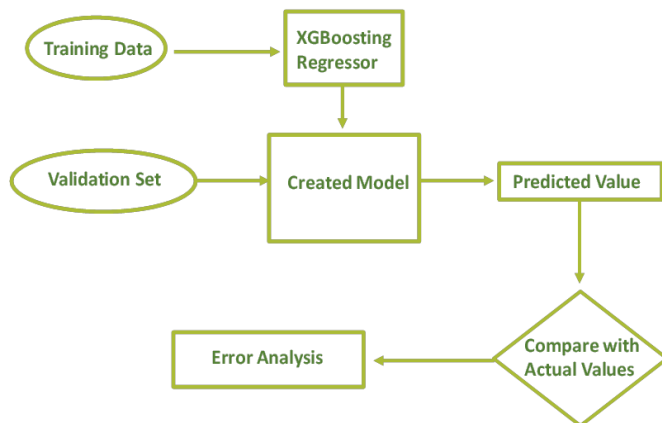 Training Data
XGBoosting
Regressor
Validation Set
Created Model
Predicted Value
Compare with
Actual Values
Error Analysis